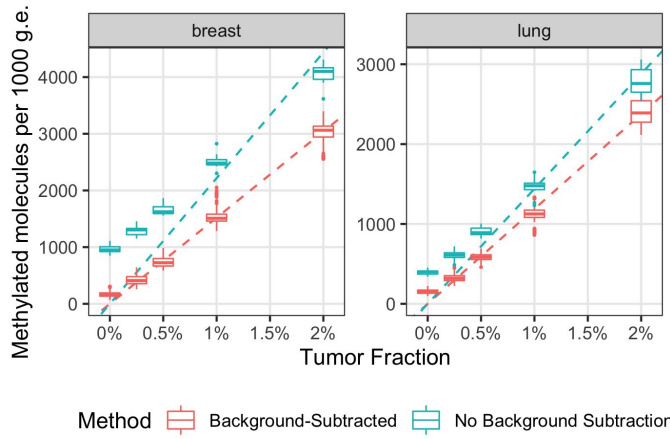 breast
lung
Methylated molecules per 1000 g.e.
4000
3000
2000
1000
0
3000
2000
1000
0
0% 0.5% 1% 1.5% 2%
0% 0.5% 1% 1.5% 2%
Tumor Fraction
Method Background-Subtracted No Background Subtraction